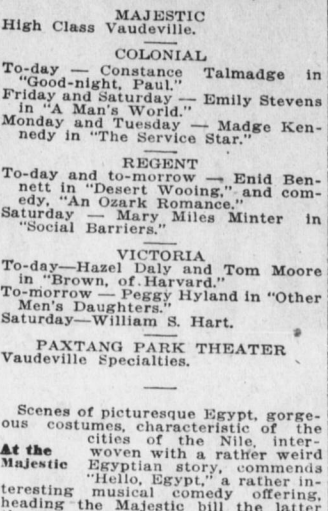 MAJESTIC
High Class Vaudeville.
COLONIAL
To-day — Constance Talmadge in
"Good-night, Paul."
Friday and Saturday — Emily Stevens
in "A Man's World."
Monday and Tuesday — Madge Ken-
nedy in "The Service Star."
REGENT
To-day and to-morrow — Enid Ben-
nett in "Desert Wooing," and com-
edy, "An Ozark Romance."
Saturday — Mary Miles Minter in
"Social Barriers."
VICTORIA
To-day—Hazel Daly and Tom Moore
in "Brown, of Harvard."
To-morrow — Peggy Hyland in "Other
Men's Daughters."
Saturday—William S. Hart.
PAXTANG PARK THEATER
Vaudeville Specialties.
Scenes of picturesque Egypt, gorge-
ous costumes, characteristic of the
cities of the Nile, inter-
At the woven with a rather weird
Majestic Egyptian story, commends
"Hello, Egypt," a rather in-
teresting musical comedy offering,
heading the Majestic bill the latter